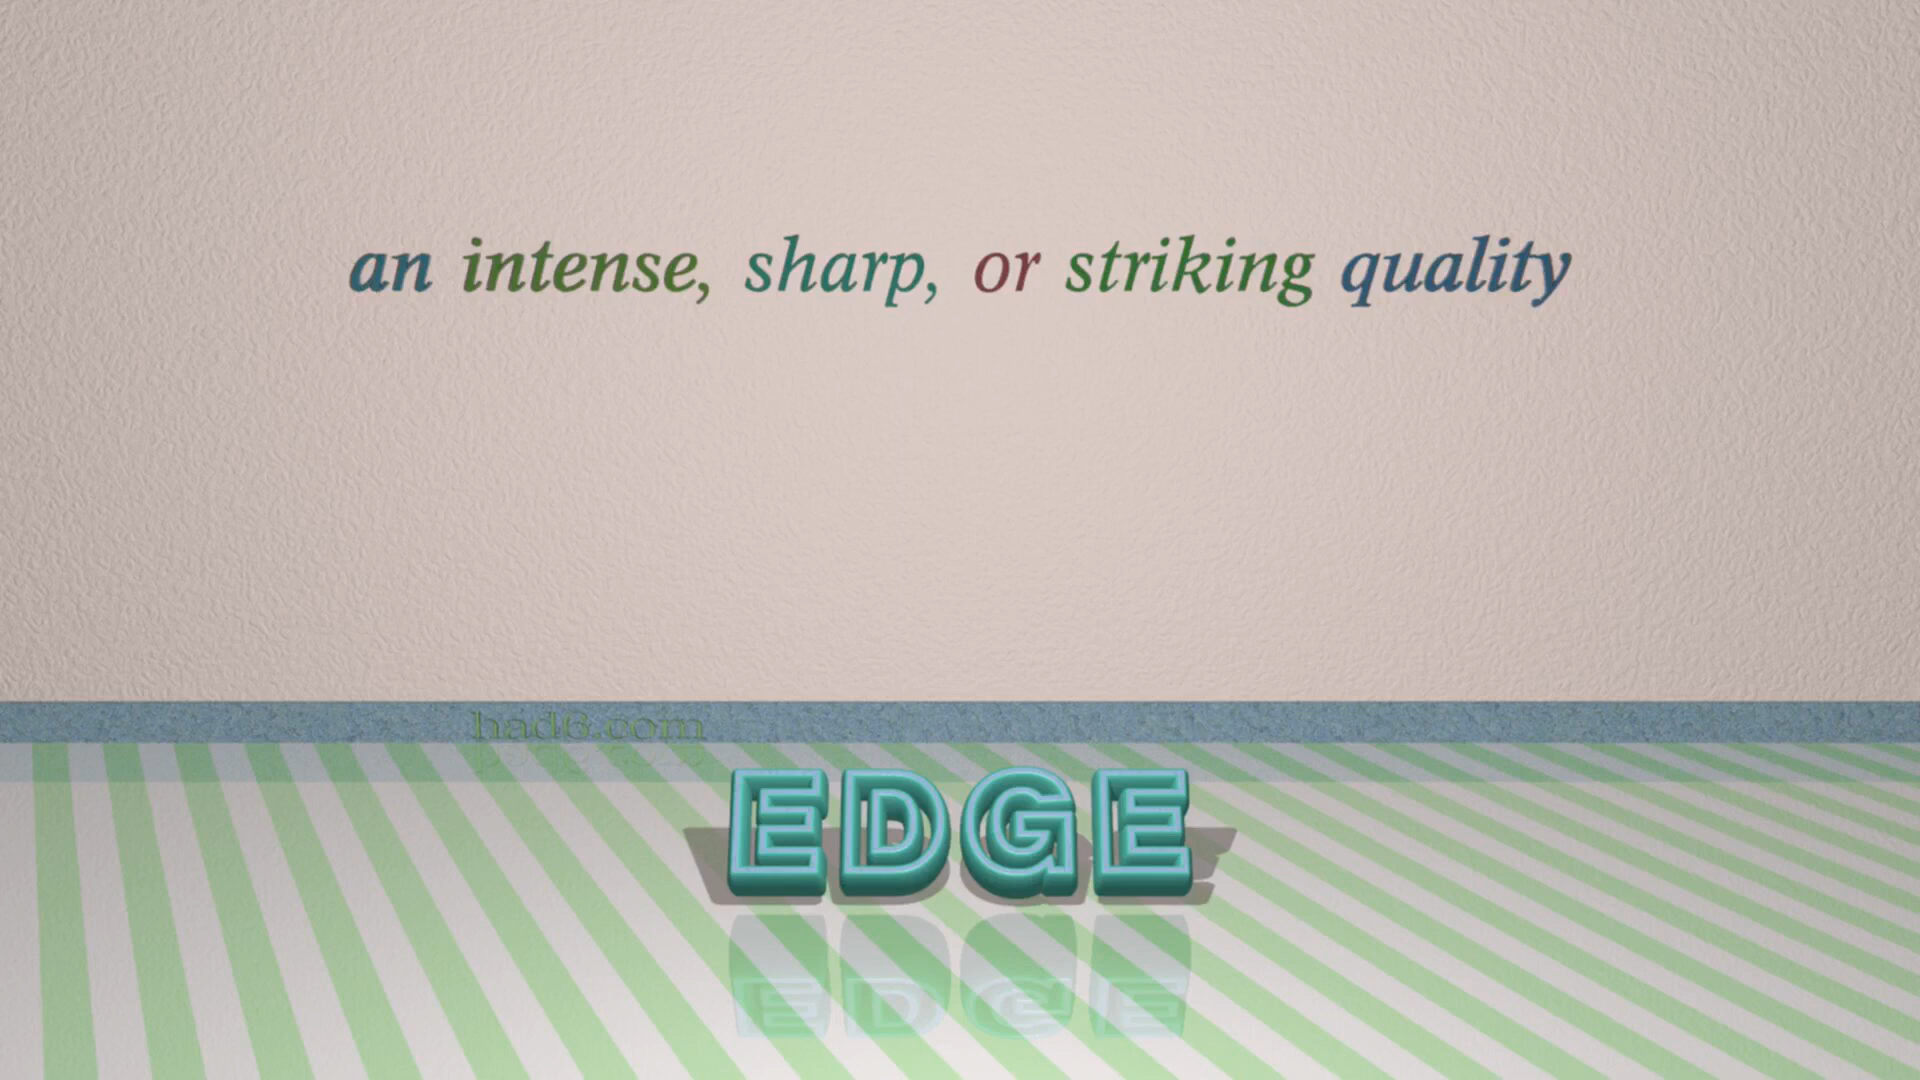 an intense, sharp, or striking quality
had6.com
EDGE